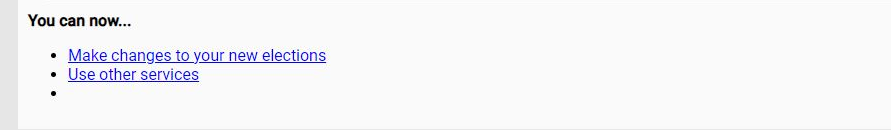 You can now...
Make changes to your new elections
Use other services